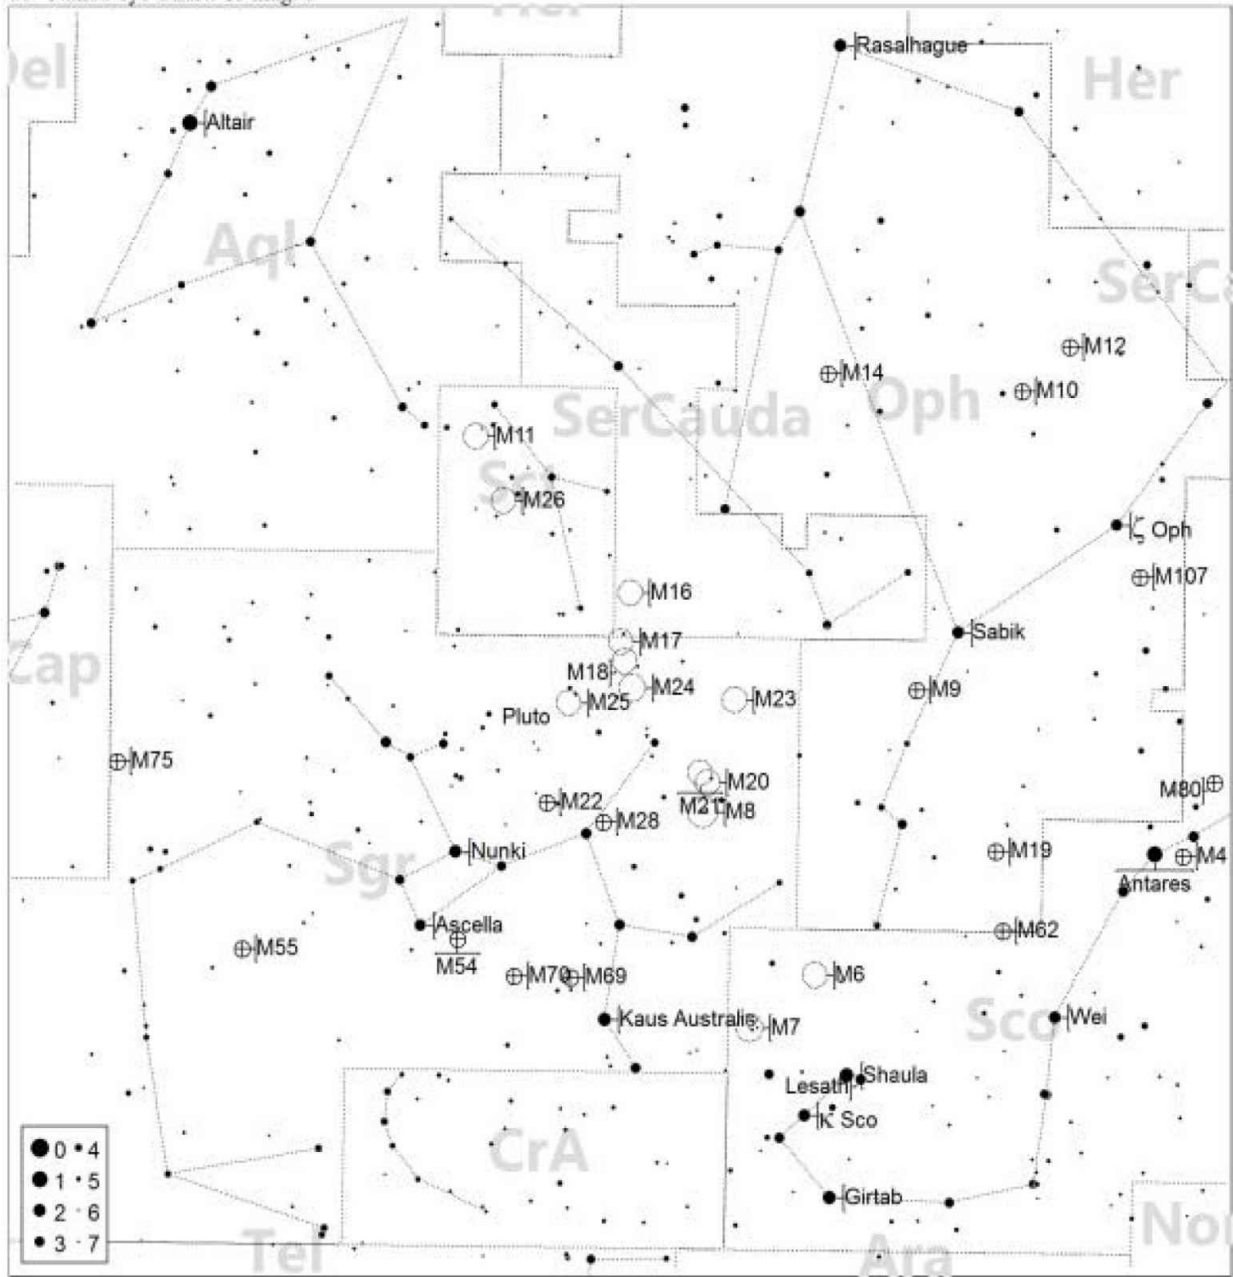 Rasalhague
Her
Altair
Aql
M12
M14
M10
Oph
SerCauda
M11
Sct
M26
ζ Oph
M107
M16
Sabik
M17
Cap
M18
M24
M9
M25
M23
Pluto
M75
M20
M80
M22
M21
M8
M28
Nunki
M19
M4
Sgr
Antares
Ascella
M62
M55
M54
M70
M69
M6
Kaus Australis
M7
Sco
Wei
Shaula
Lesath
κ Sco
CrA
0 4
1 5
2 6
3 7
Girtab
Tel
Ara